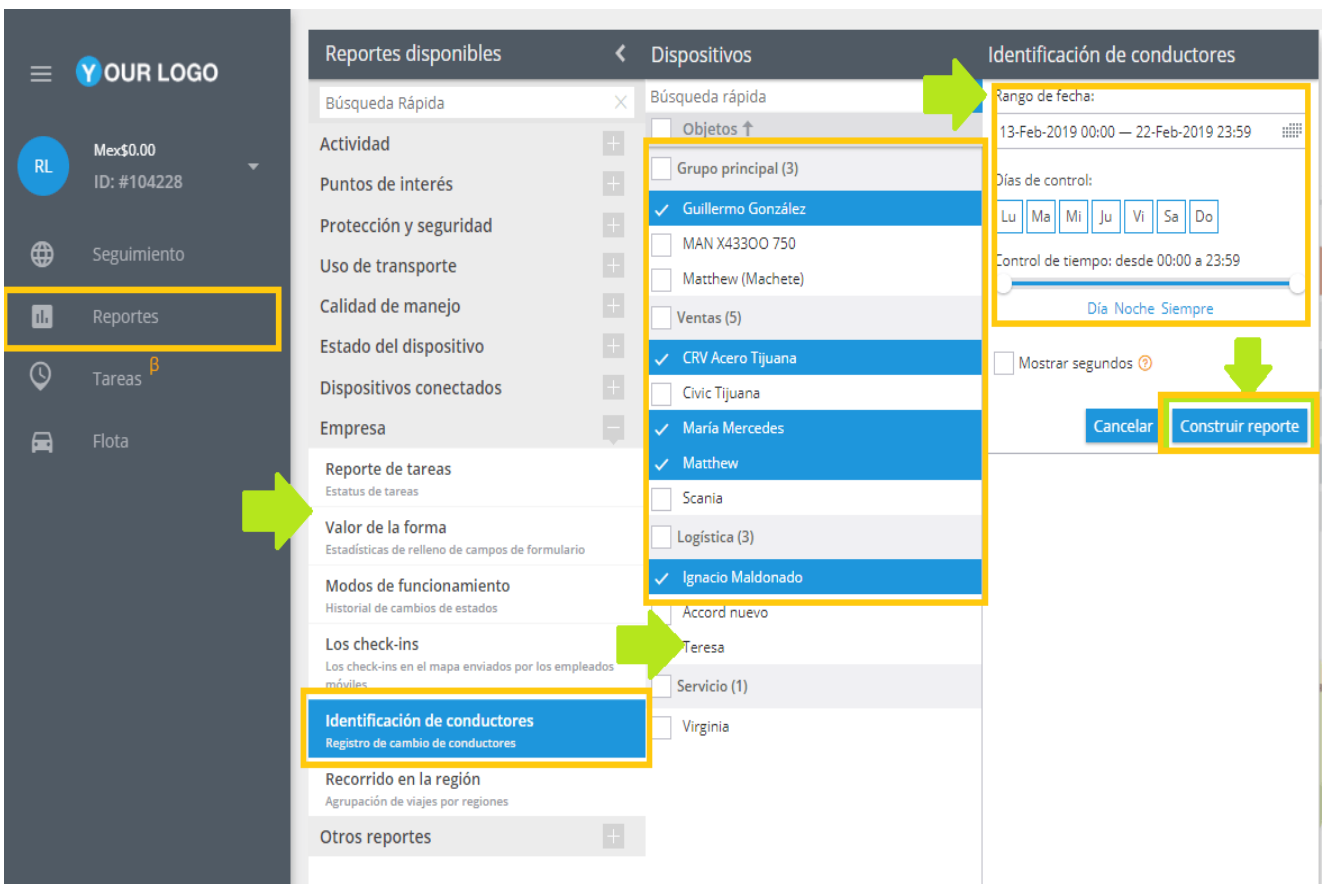 YOUR LOGO
RL
Mex$0.00
ID: #104228
Seguimiento
Reportes
Tareas β
Flota
Reportes disponibles
Búsqueda Rápida
Actividad
Puntos de interés
Protección y seguridad
Uso de transporte
Calidad de manejo
Estado del dispositivo
Dispositivos conectados
Empresa
Reporte de tareas
Estatus de tareas
Valor de la forma
Estadísticas de relleno de campos de formulario
Modos de funcionamiento
Historial de cambios de estados
Los check-ins
Los check-ins en el mapa enviados por los empleados
móviles
Identificación de conductores
Registro de cambio de conductores
Recorrido en la región
Agrupación de viajes por regiones
Otros reportes
Dispositivos
Búsqueda rápida
Objetos
Grupo principal (3)
Guillermo González
MAN X433OO 750
Matthew (Machete)
Ventas (5)
CRV Acero Tijuana
Civic Tijuana
María Mercedes
Matthew
Scania
Logística (3)
Ignacio Maldonado
Accord nuevo
Teresa
Servicio (1)
Virginia
Identificación de conductores
Rango de fecha:
13-Feb-2019 00:00 — 22-Feb-2019 23:59
Días de control:
Lu Ma Mi Ju Vi Sa Do
Control de tiempo: desde 00:00 a 23:59
Día Noche Siempre
Mostrar segundos ?
Cancelar Construir reporte